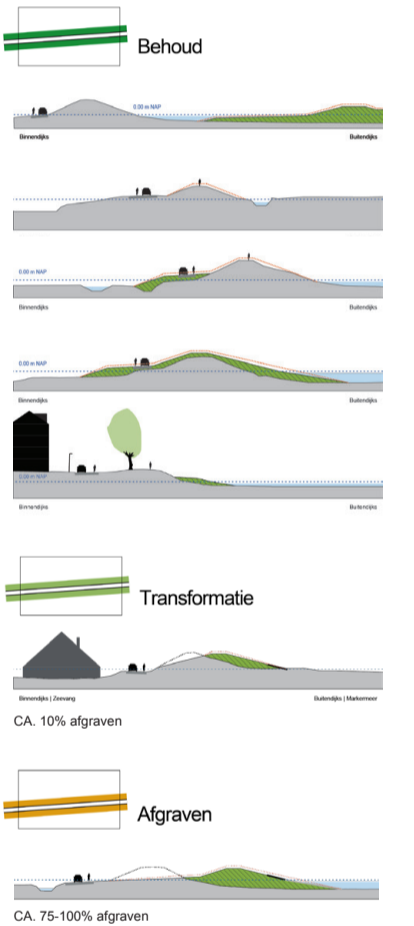 Behoud
0.00 m NAP
Binnendijks Buitendijks
0.00 m NAP
Binnendijks Buitendijks
0.00 m NAP
Binnendijks Buitendijks
0.00 m NAP
Binnendijks Buitendijks
Transformatie
Binnendijks | Zeevang Buitendijks | Markermeer
CA. 10% afgraven
Afgraven
CA. 75-100% afgraven